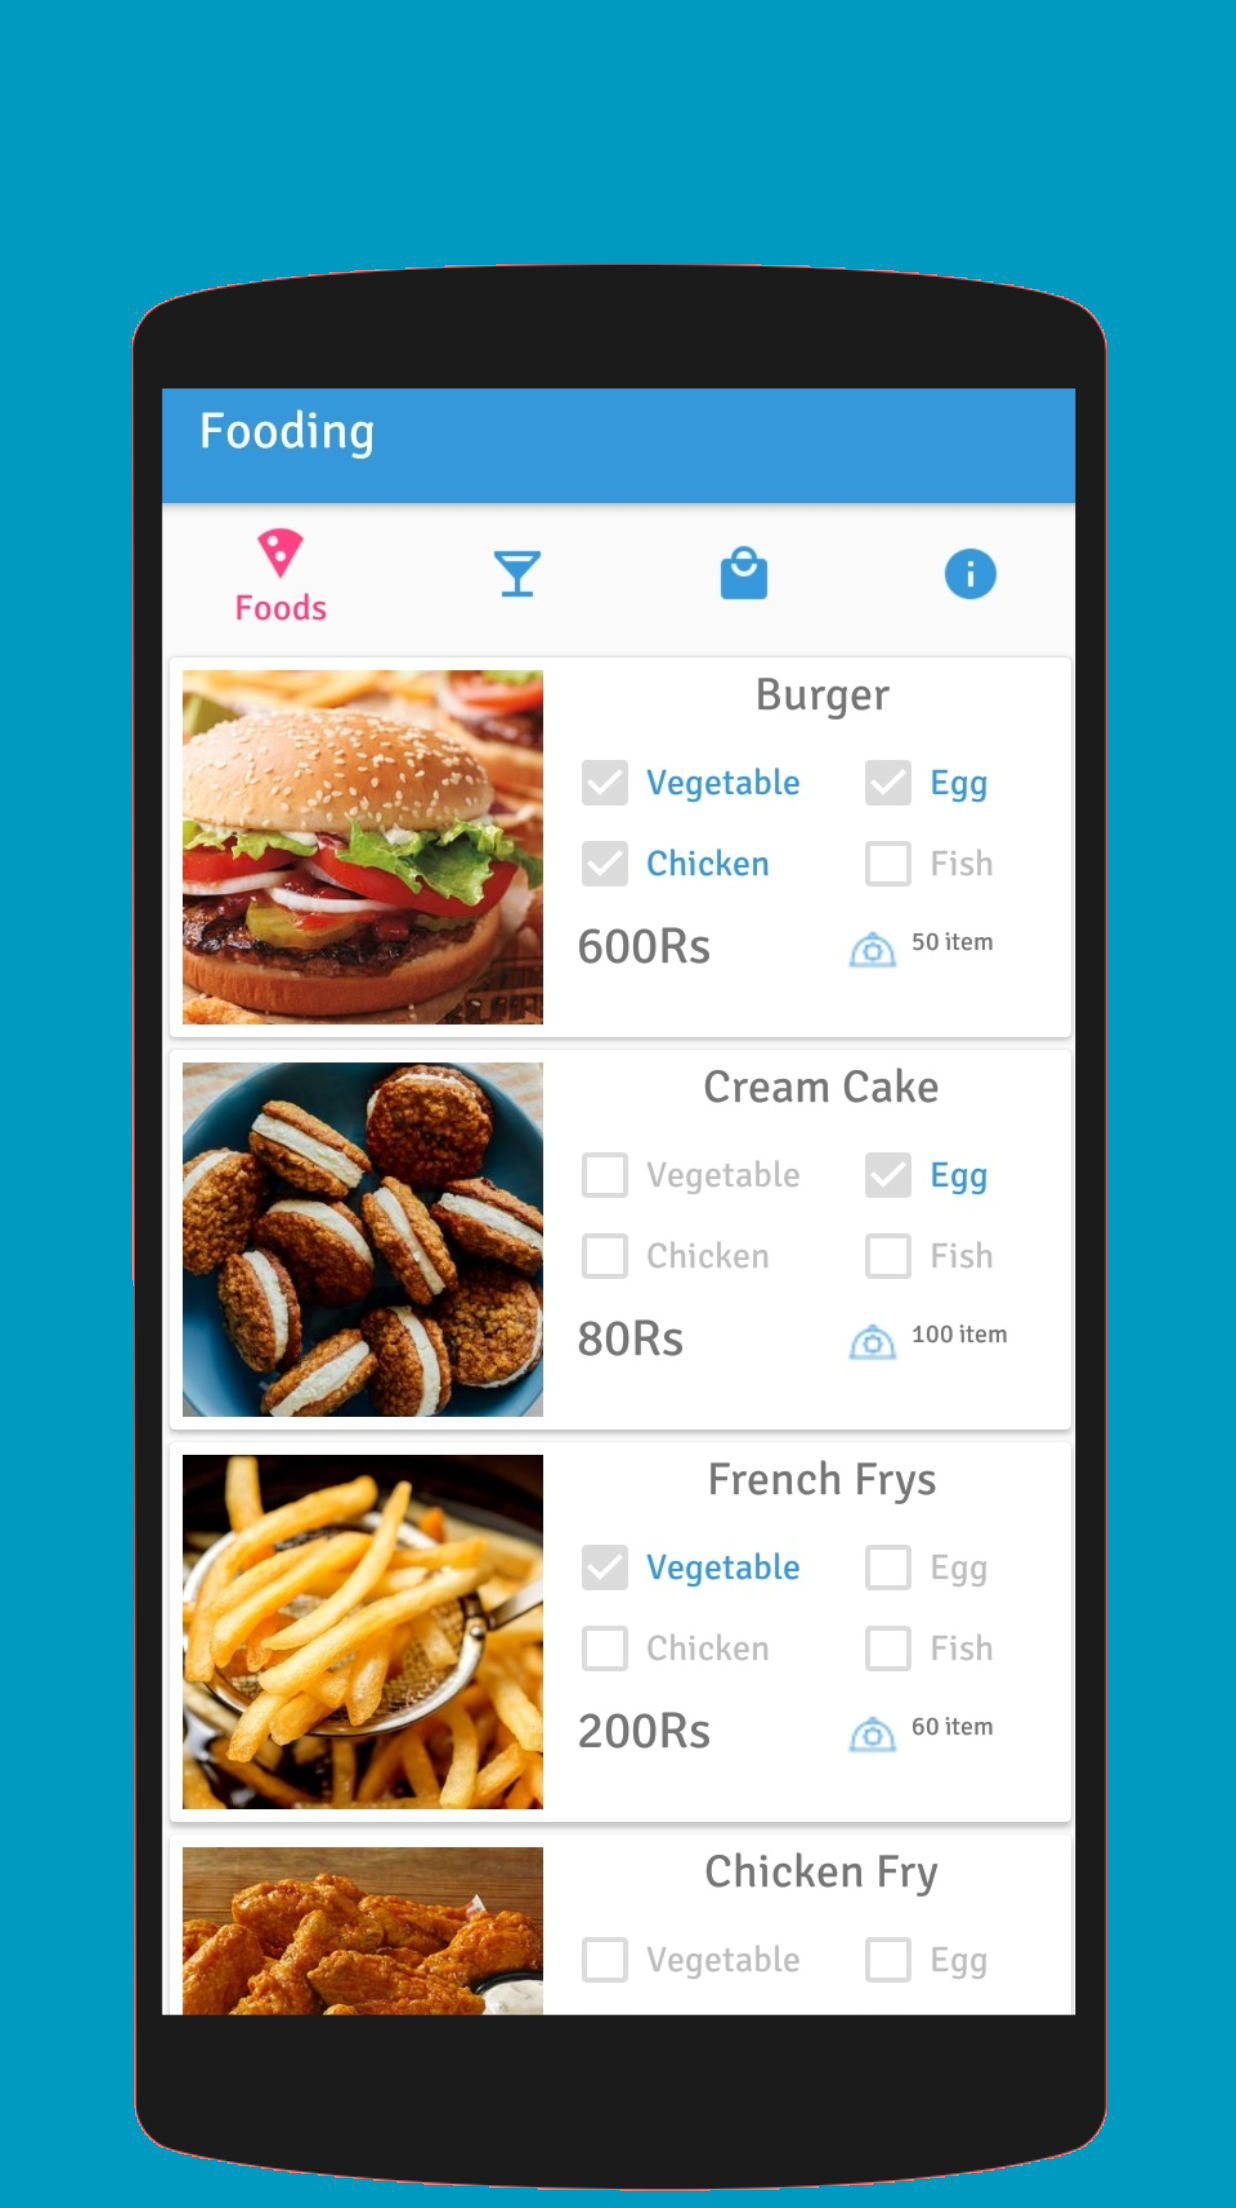 Fooding
Foods
Burger
Vegetable Egg
Chicken Fish
600Rs 50 item
Cream Cake
Vegetable Egg
Chicken Fish
80Rs 100 item
French Frys
Vegetable Egg
Chicken Fish
200Rs 60 item
Chicken Fry
Vegetable Egg